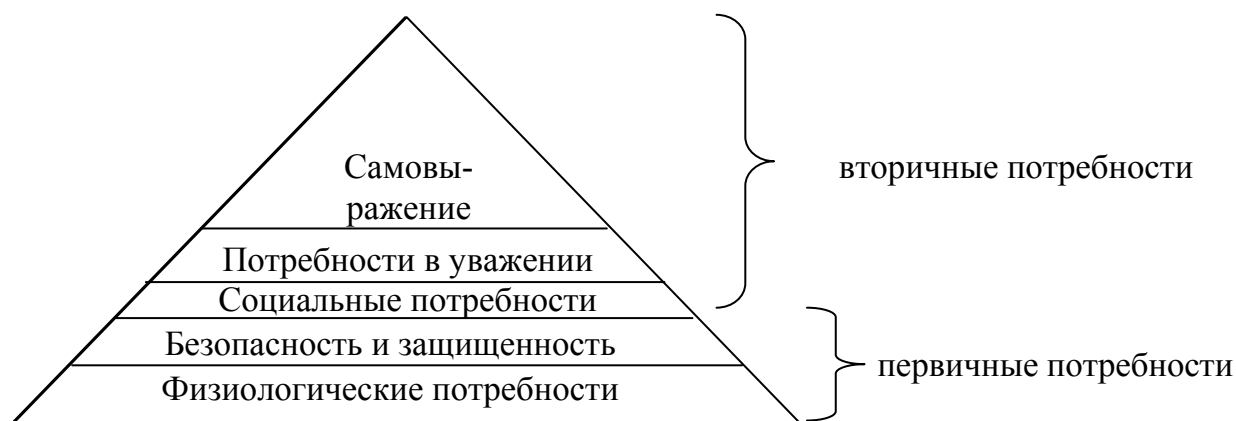 Самовы-
ражение
вторичные потребности
Потребности в уважении
Социальные потребности
Безопасность и защищенность
первичные потребности
Физиологические потребности